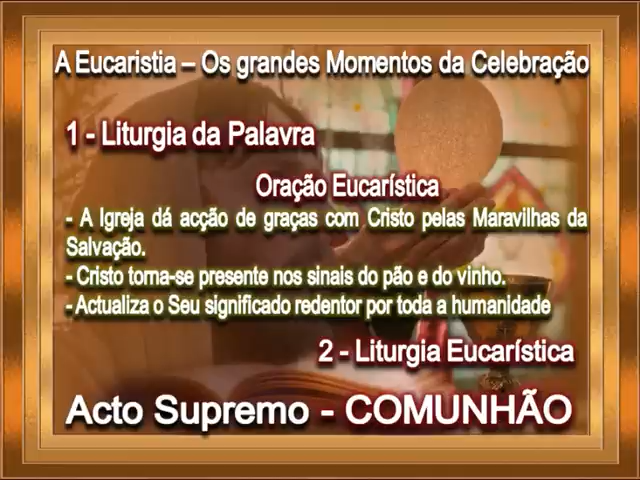 A Eucaristia – Os grandes Momentos da Celebração
1 - Liturgia da Palavra
Oração Eucarística
- A Igreja dá acção de graças com Cristo pelas Maravilhas da
Salvação.
- Cristo torna-se presente nos sinais do pão e do vinho.
- Actualiza o Seu significado redentor por toda a humanidade
2 - Liturgia Eucarística
Acto Supremo - COMUNHÃO